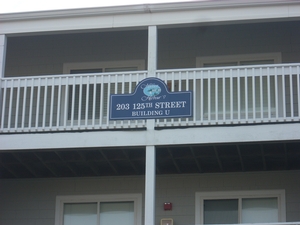 203 125TH STREET
BUILDING U